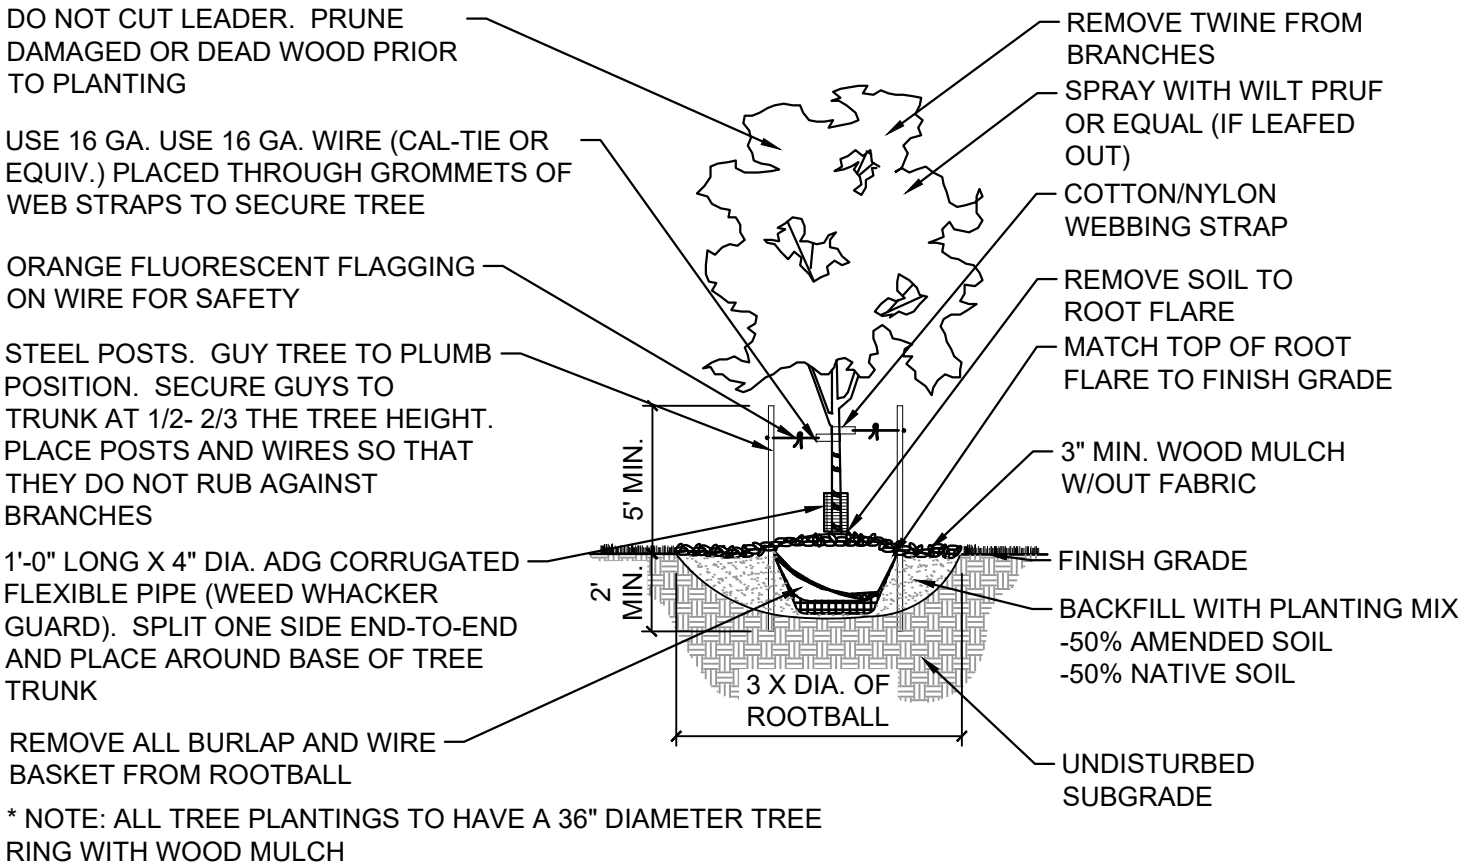 DO NOT CUT LEADER. PRUNE
DAMAGED OR DEAD WOOD PRIOR
TO PLANTING
USE 16 GA. USE 16 GA. WIRE (CAL-TIE OR
EQUIV.) PLACED THROUGH GROMMETS OF
WEB STRAPS TO SECURE TREE
ORANGE FLUORESCENT FLAGGING
ON WIRE FOR SAFETY
STEEL POSTS. GUY TREE TO PLUMB
POSITION. SECURE GUYS TO
TRUNK AT 1/2- 2/3 THE TREE HEIGHT.
PLACE POSTS AND WIRES SO THAT
THEY DO NOT RUB AGAINST
BRANCHES
1'-0" LONG X 4" DIA. ADG CORRUGATED
FLEXIBLE PIPE (WEED WHACKER
GUARD). SPLIT ONE SIDE END-TO-END
AND PLACE AROUND BASE OF TREE
TRUNK
REMOVE ALL BURLAP AND WIRE
BASKET FROM ROOTBALL
* NOTE: ALL TREE PLANTINGS TO HAVE A 36" DIAMETER TREE
RING WITH WOOD MULCH
5' MIN.
2'
MIN.
3 X DIA. OF
ROOTBALL
REMOVE TWINE FROM
BRANCHES
SPRAY WITH WILT PRUF
OR EQUAL (IF LEAFED
OUT)
COTTON/NYLON
WEBBING STRAP
REMOVE SOIL TO
ROOT FLARE
MATCH TOP OF ROOT
FLARE TO FINISH GRADE
3" MIN. WOOD MULCH
W/OUT FABRIC
FINISH GRADE
BACKFILL WITH PLANTING MIX
-50% AMENDED SOIL
-50% NATIVE SOIL
UNDISTURBED
SUBGRADE